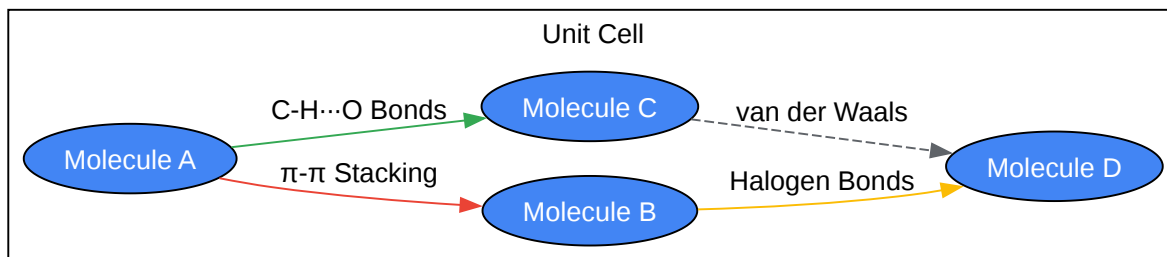 Unit Cell
C-H···O Bonds
Molecule C
van der Waals
Molecule A
π-π Stacking
Molecule B
Halogen Bonds
Molecule D